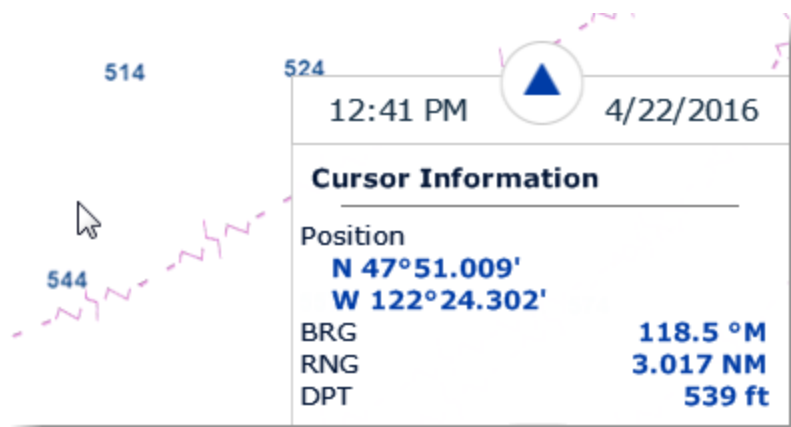 514
524
12:41 PM 4/22/2016
Cursor Information
Position
N 47°51.009'
W 122°24.302'
544
BRG 118.5 °M
RNG 3.017 NM
DPT 539 ft